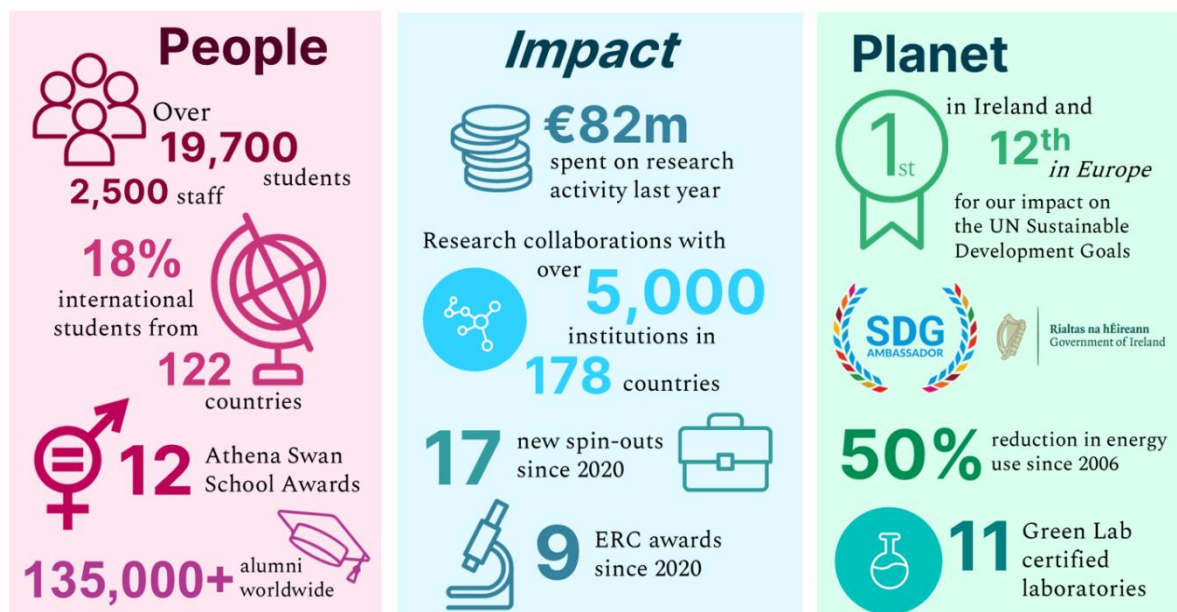 People
Over
19,700
students
2,500 staff
18%
international
students from
122
countries
12
Athena Swan
School Awards
135,000+ alumni
worldwide
Impact
€82m
spent on research
activity last year
Research collaborations with
over
5,000
institutions in
178 countries
17 new spin-outs
since 2020
9 ERC awards
since 2020
Planet
1st
in Ireland and
12th
in Europe
for our impact on
the UN Sustainable
Development Goals
SDG
AMBASSADOR
Rialtas na hÉireann
Government of Ireland
50% reduction in energy
use since 2006
11 Green Lab
certified
laboratories